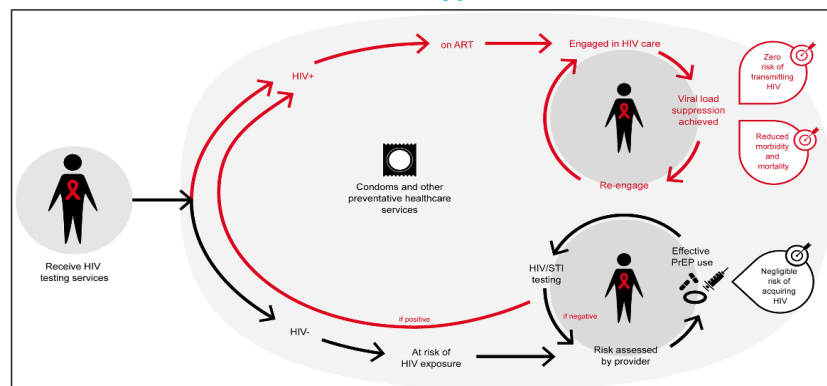 Receive HIV
testing services
HIV+
on ART
Engaged in HIV care
Viral load
suppression
achieved
Re-engage
Zero
risk of
transmitting
HIV
Reduced
morbidity
and
mortality
Condoms and other
preventative healthcare
services
HIV-
At risk of
HIV exposure
Risk assessed
by provider
Effective
PrEP use
HIV/STI
testing
if positive
if negative
Negligible
risk of
acquiring
HIV